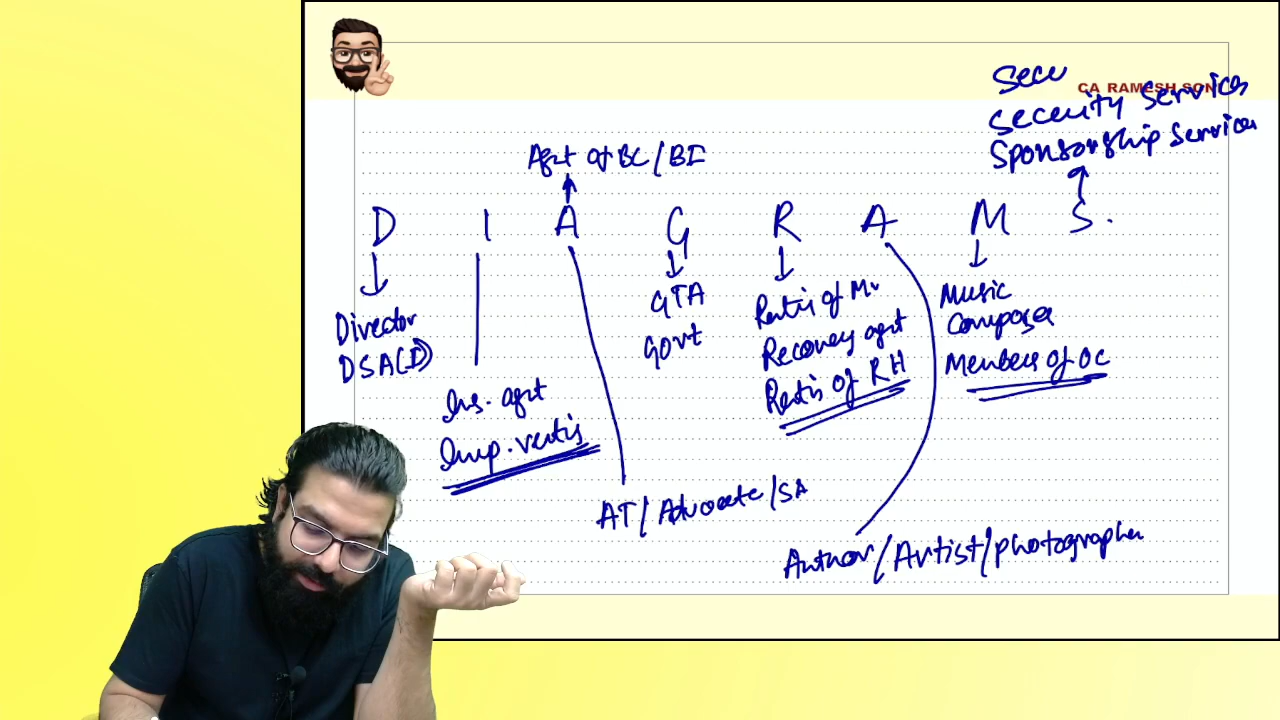 Secu
CA RAMESH SONI
Security Services
Sponsorship Services
Agt of BC/BF
D I A G R A M S.
Director
DSA(I)
Ins. agt
Imp. rentis
AT/Advocate/SA
GTA
Govt
Rentis of Mv
Recovery agt
Rentis of RH
Author/Artist/photographer
Music
Composer
Members of OC